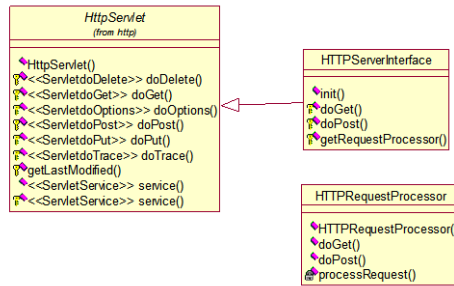 HttpServlet
(from http)
HttpServlet()
<<ServletdoDelete>> doDelete()
<<ServletdoGet>> doGet()
<<ServletdoOptions>> doOptions()
<<ServletdoPost>> doPost()
<<ServletdoPut>> doPut()
<<ServletdoTrace>> doTrace()
getLastModified()
<<ServletService>> service()
<<ServletService>> service()
HTTPServerInterface
init()
doGet()
doPost()
getRequestProcessor()
HTTPRequestProcessor
HTTPRequestProcessor(
doGet()
doPost()
processRequest()